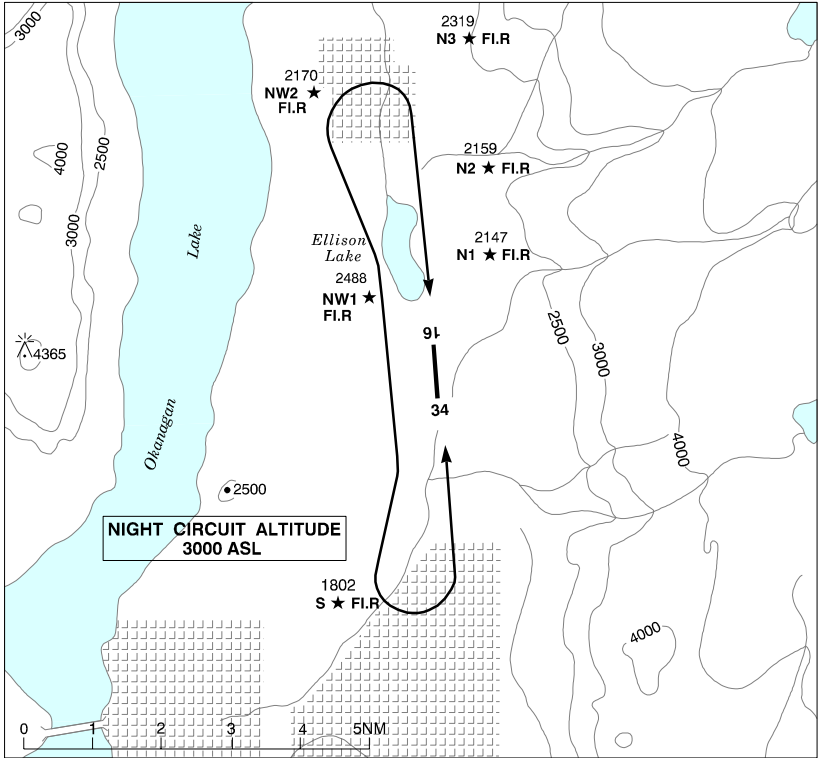 3000
2319
N3 ★ Fl.R
2170
NW2 ★
Fl.R
4000
2500
2159
N2 ★ Fl.R
3000
Lake
Ellison
Lake
2147
N1 ★ Fl.R
2488
NW1 ★
Fl.R
16
2500
3000
4365
34
Okanagan
4000
2500
NIGHT CIRCUIT ALTITUDE
3000 ASL
1802
S ★ Fl.R
4000
0 1 2 3 4 5NM